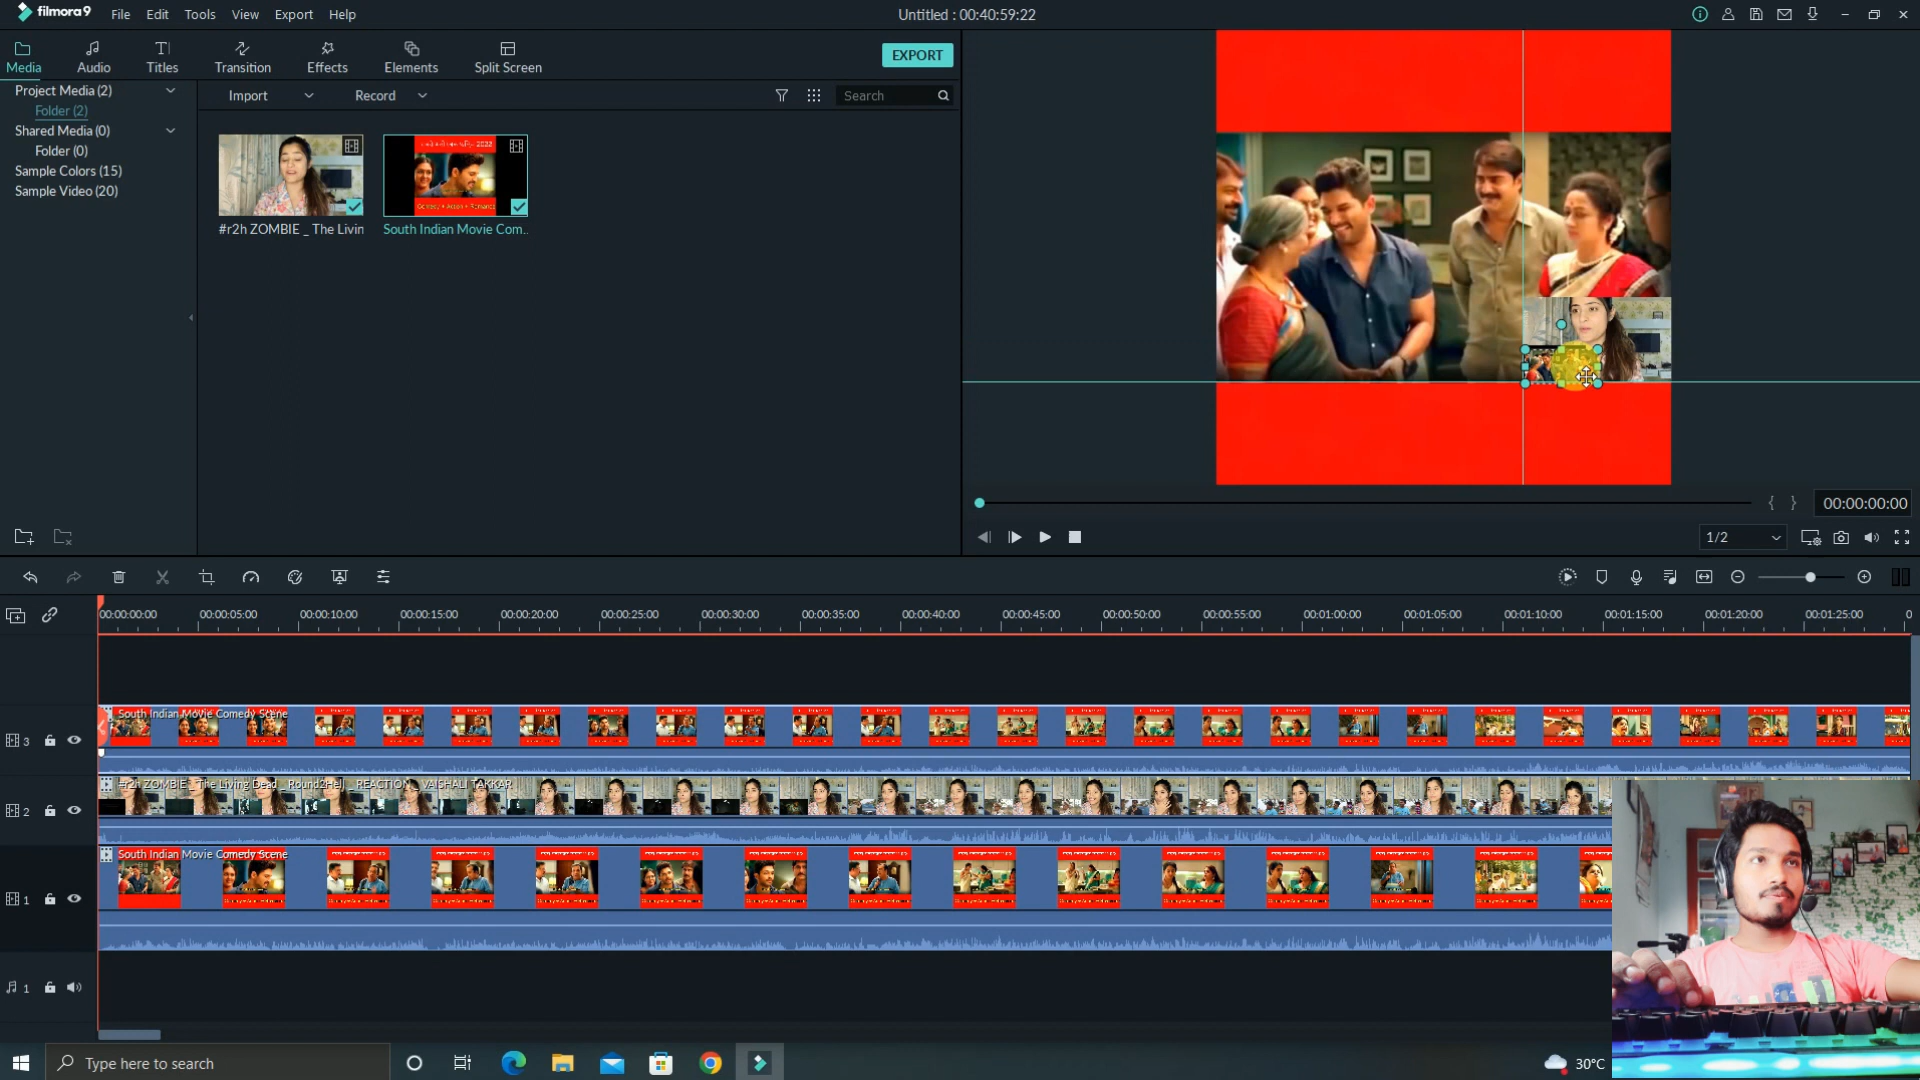 filmora9
File Edit Tools View Export Help
Untitled : 00:40:59:22
Media Audio Titles Transition Effects Elements Split Screen
EXPORT
Project Media (2)
Folder (2)
Shared Media (0)
Folder (0)
Sample Colors (15)
Sample Video (20)
Import Record Search
2022
Comedy • Action • Romance
#r2h ZOMBIE _ The Livin
South Indian Movie Com..
00:00:00:00
1/2
00:00:00:00 00:00:05:00 00:00:10:00 00:00:15:00 00:00:20:00 00:00:25:00 00:00:30:00 00:00:35:00 00:00:40:00 00:00:45:00 00:00:50:00 00:00:55:00 00:01:00:00 00:01:05:00 00:01:10:00 00:01:15:00 00:01:20:00 00:01:25:00 0
South Indian Movie Comedy Scene
3
#r2h ZOMBIE _ The Living Dead _ Round2Hell _ REACTION _ VAISHALI TAKKAR
2
South Indian Movie Comedy Scene
1
1
Type here to search
30°C